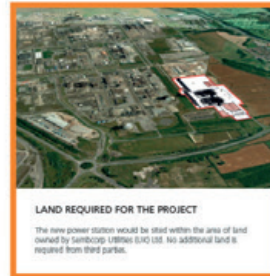 LAND REQUIRED FOR THE PROJECT
The new power station would be sited within the area of land
owned by Sembcorp Utilities (UK) Ltd. No additional land is
required from third parties.